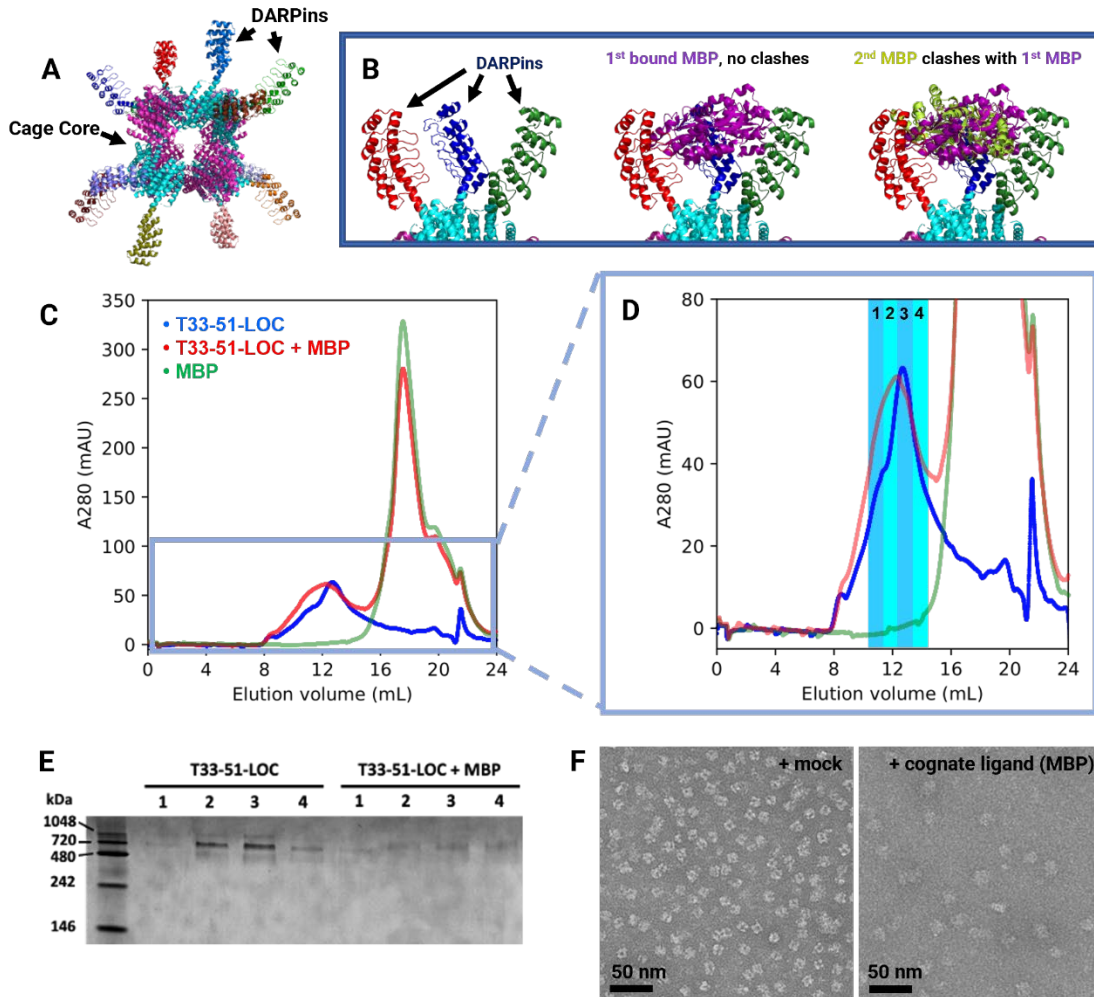 A
DARPins
Cage Core
B
DARPins
1st bound MBP, no clashes
2nd MBP clashes with 1st MBP
C
350
300
250
200
150
100
50
0
A280 (mAU)
• T33-51-LOC
• T33-51-LOC + MBP
• MBP
0 4 8 12 16 20 24
Elution volume (mL)
D
80
60
40
20
0
A280 (mAU)
1 2 3 4
0 4 8 12 16 20 24
Elution volume (mL)
E
T33-51-LOC T33-51-LOC + MBP
kDa 1 2 3 4 1 2 3 4
1048
720
480
242
146
F
+ mock
50 nm
+ cognate ligand (MBP)
50 nm